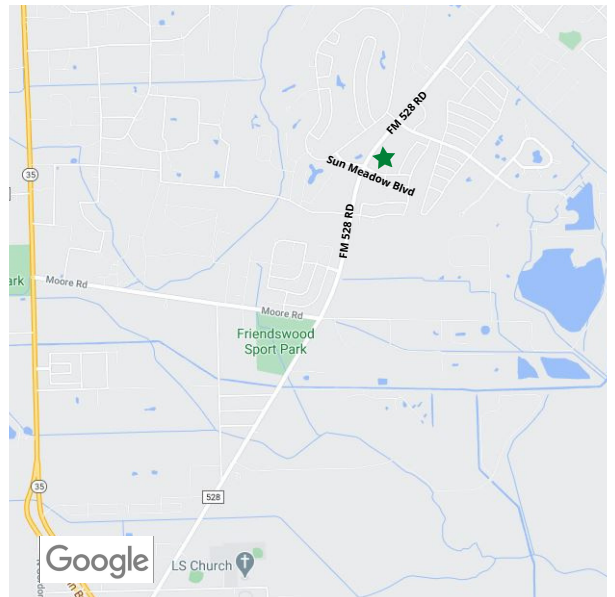 FM 528 RD
Sun Meadow Blvd
35
FM 528 RD
ark
Moore Rd
Moore Rd
Friendswood
Sport Park
35
528
Google
LS Church